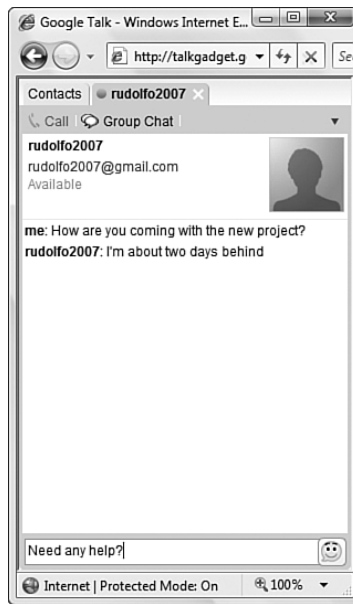 Google Talk - Windows Internet E...
http://talkgadget.g
Contacts rudolfo2007
Call Group Chat
rudolfo2007
rudolfo2007@gmail.com
Available
me: How are you coming with the new project?
rudolfo2007: I'm about two days behind
Need any help?
Internet | Protected Mode: On 100%